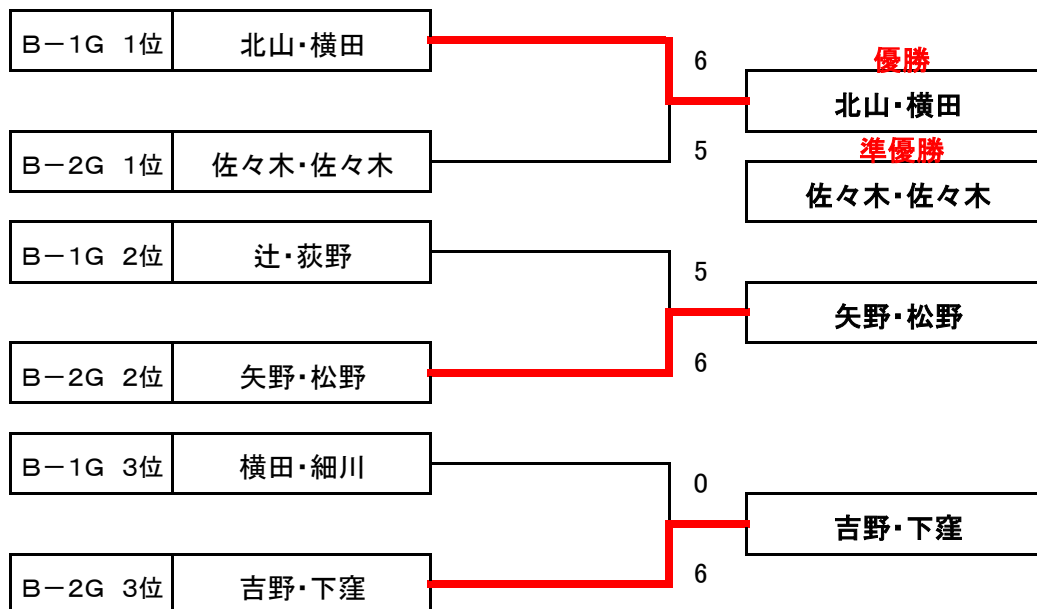 B－1G 1位 北山・横田
6
優勝
北山・横田
B－2G 1位 佐々木・佐々木
5
準優勝
佐々木・佐々木
B－1G 2位 辻・荻野
5
矢野・松野
B－2G 2位 矢野・松野
6
B－1G 3位 横田・細川
0
吉野・下窪
B－2G 3位 吉野・下窪
6